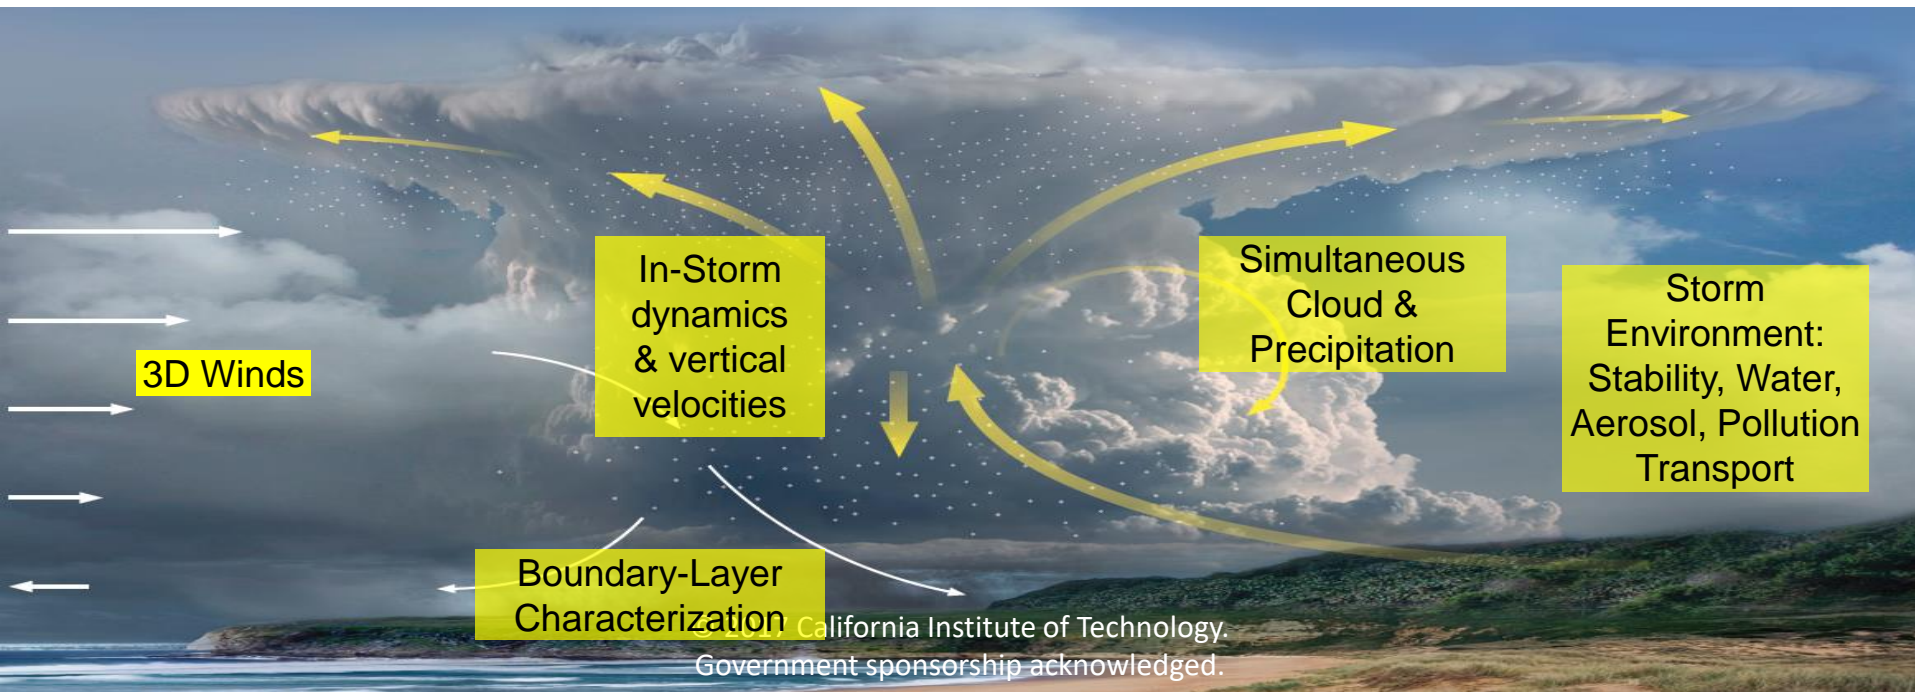 3D Winds
In-Storm
dynamics
& vertical
velocities
Simultaneous
Cloud &
Precipitation
Storm
Environment:
Stability, Water,
Aerosol, Pollution
Transport
Boundary-Layer
Characterization
© 2017 California Institute of Technology.
Government sponsorship acknowledged.